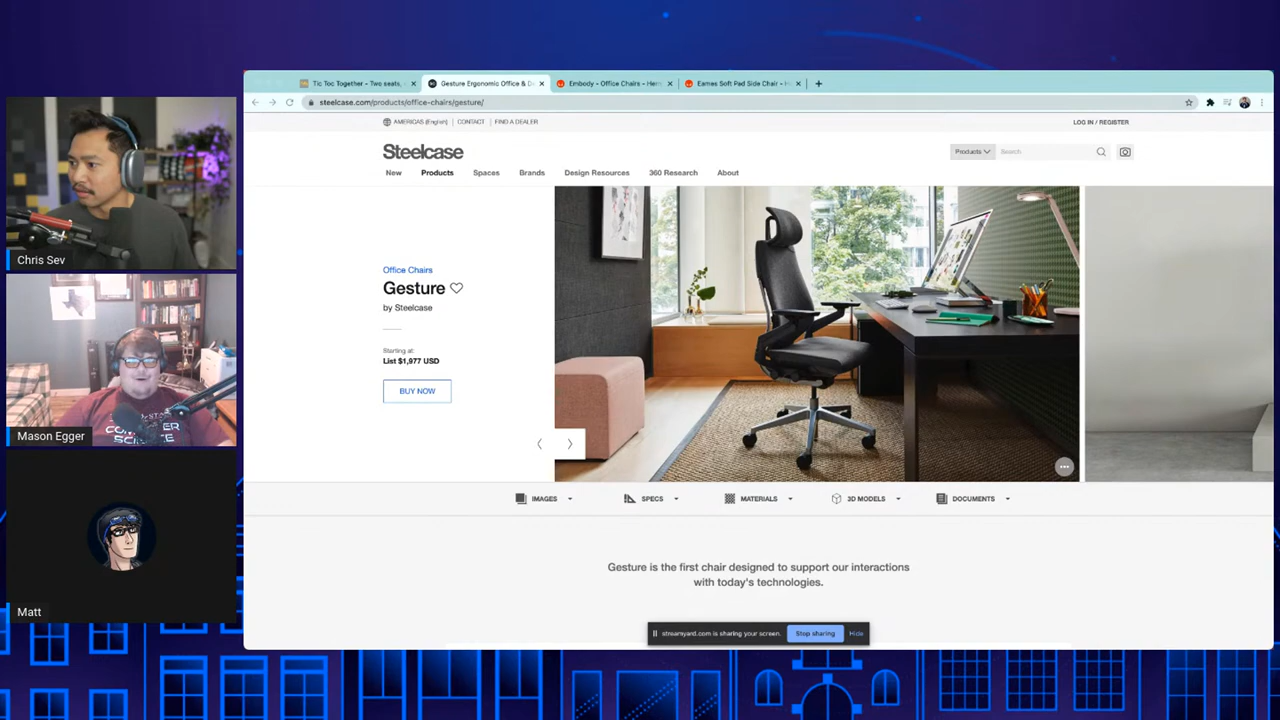 Tic Toc Together – Two seats,
Gesture Ergonomic Office & D
Embody – Office Chairs – Her
Eames Soft Pad Side Chair –
steelcase.com/products/office-chairs/gesture/
AMERICAS (English) | CONTACT | FIND A DEALER
LOG IN / REGISTER
Steelcase
Products
Search
New
Products
Spaces
Brands
Design Resources
360 Research
About
Office Chairs
Gesture
by Steelcase
Starting at:
List $1,977 USD
BUY NOW
IMAGES
SPECS
MATERIALS
3D MODELS
DOCUMENTS
Gesture is the first chair designed to support our interactions
with today's technologies.
streamyard.com is sharing your screen.
Stop sharing
Hide
Chris Sev
Mason Egger
Matt